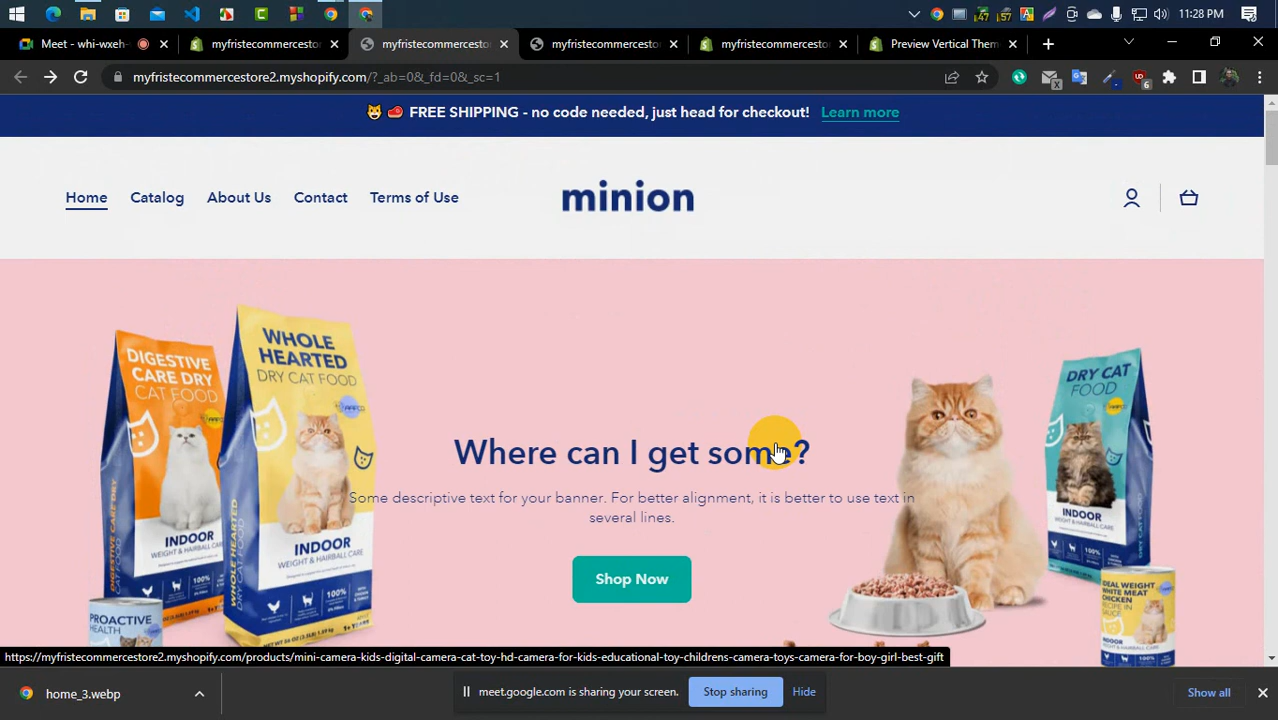 11:28 PM
Meet - whi-wxeh-
myfristecommercestor
myfristecommercestor
myfristecommercestor
myfristecommercestor
Preview Vertical Them
myfristecommercestore2.myshopify.com/?_ab=0&_fd=0&_sc=1
FREE SHIPPING - no code needed, just head for checkout! Learn more
Home Catalog About Us Contact Terms of Use
minion
DIGESTIVE
CARE DRY
CAT FOOD
WHOLE
HEARTED
DRY CAT FOOD
DRY CAT
FOOD
Where can I get some?
Some descriptive text for your banner. For better alignment, it is better to use text in
several lines.
Shop Now
INDOOR
WEIGHT & HAIRBALL CARE
INDOOR
WEIGHT & HAIRBALL CARE
INDOOR
WEIGHT & HAIRBALL CARE
PROACTIVE
HEALTH
IDEAL WEIGHT
WHITE MEAT
CHICKEN
RECIPE IN
SAUCE
https://myfristecommercestore2.myshopify.com/products/mini-camera-kids-digital-camera-cat-toy-hd-camera-for-kids-educational-toy-childrens-camera-toys-camera-for-boy-girl-best-gift
home_3.webp
meet.google.com is sharing your screen.
Stop sharing
Hide
Show all